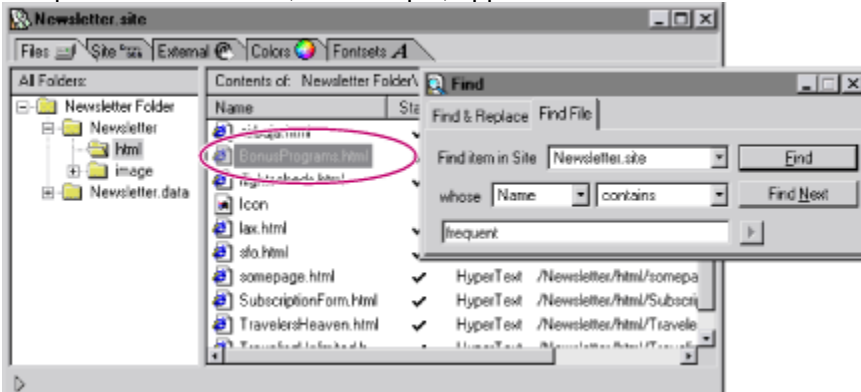 Newsletter.site
Files Site External Colors Fontsets
All Folders:
Newsletter Folder
Newsletter
html
image
Newsletter.data
Contents of: Newsletter Folder\
Name Sta
BonusPrograms.html
Icon
lax.html
sfo.html
somepage.html HyperText /Newsletter/html/somepa
SubscriptionForm.html HyperText /Newsletter/html/Subscrip
TravelersHeaven.html HyperText /Newsletter/html/Travele
Find
Find & Replace Find File
Find item in Site Newsletter.site Find
whose Name contains Find Next
frequent